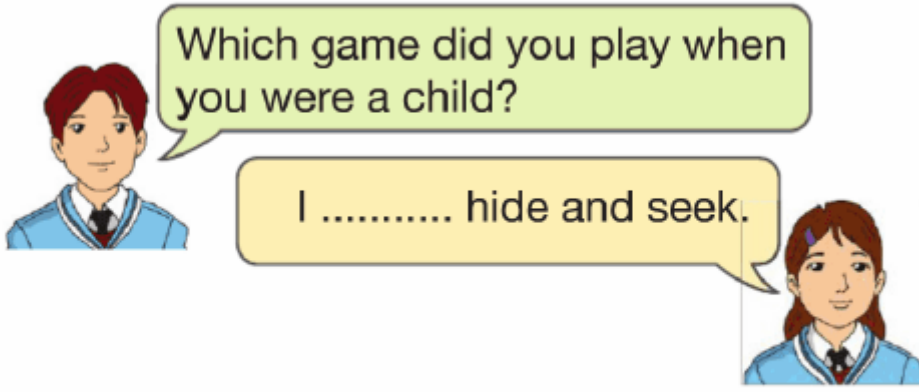 Which game did you play when
you were a child?
I ........... hide and seek.